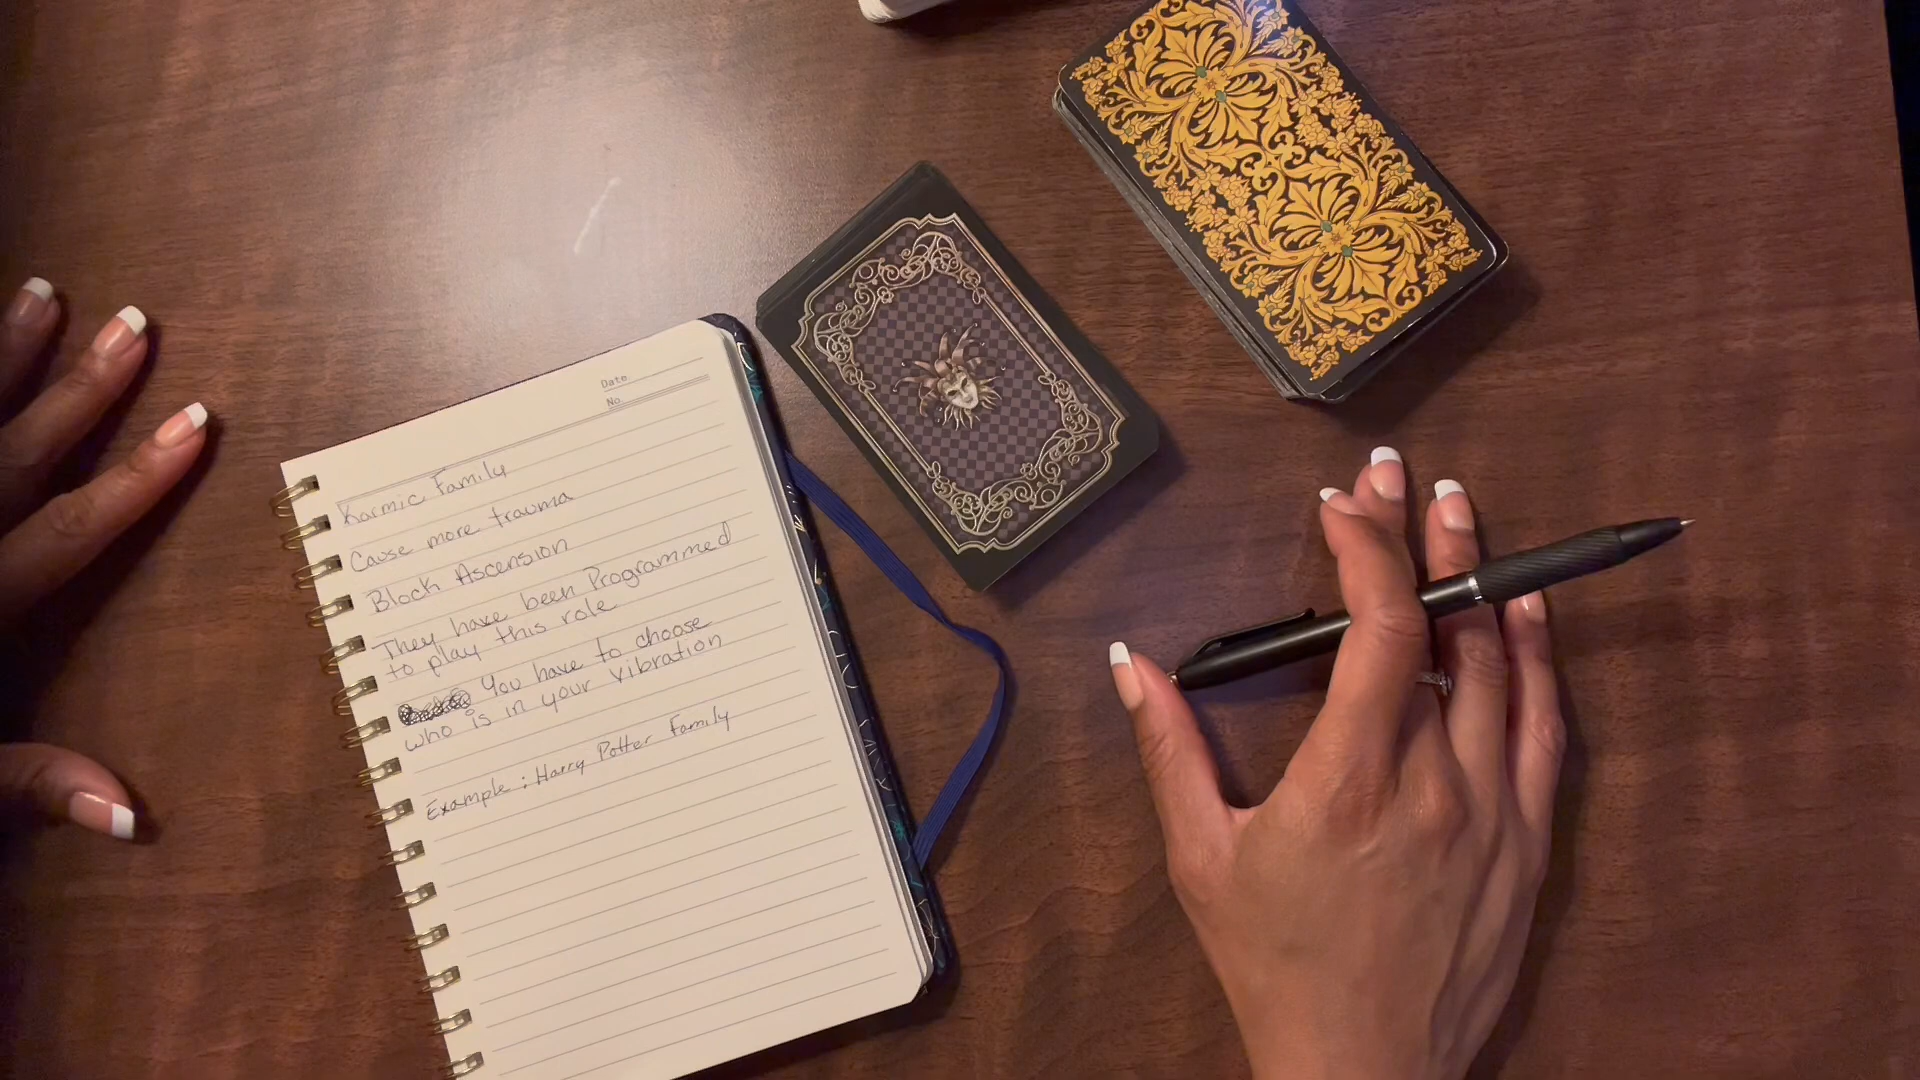 Date
No.
Karmic Family
Cause more trauma
Block Ascension
They have been Programmed
to play this role
You have to choose
who is in your vibration
Example : Harry Potter Family